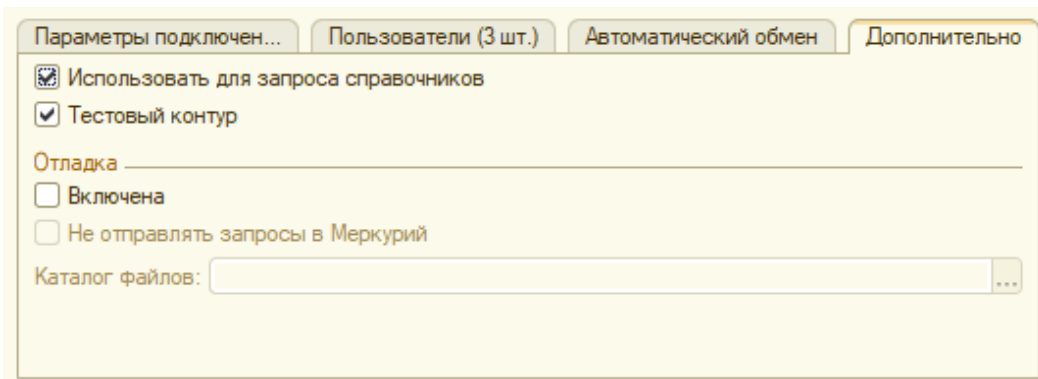 Параметры подключен... Пользователи (3 шт.) Автоматический обмен Дополнительно
Использовать для запроса справочников
Тестовый контур
Отладка
Включена
Не отправлять запросы в Меркурий
Каталог файлов: ...